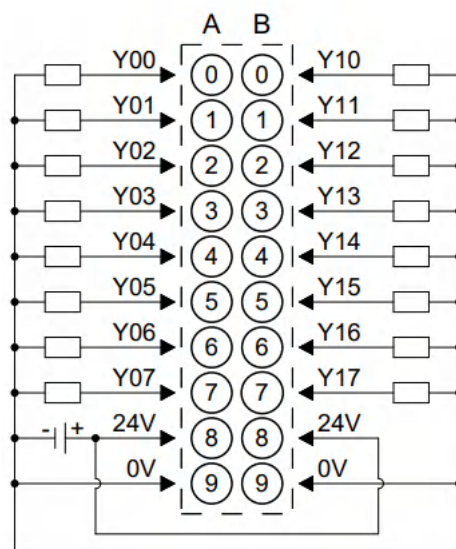 A B
Y00 0 0 Y10
Y01 1 1 Y11
Y02 2 2 Y12
Y03 3 3 Y13
Y04 4 4 Y14
Y05 5 5 Y15
Y06 6 6 Y16
Y07 7 7 Y17
- + 24V 8 8 24V
0V 9 9 0V